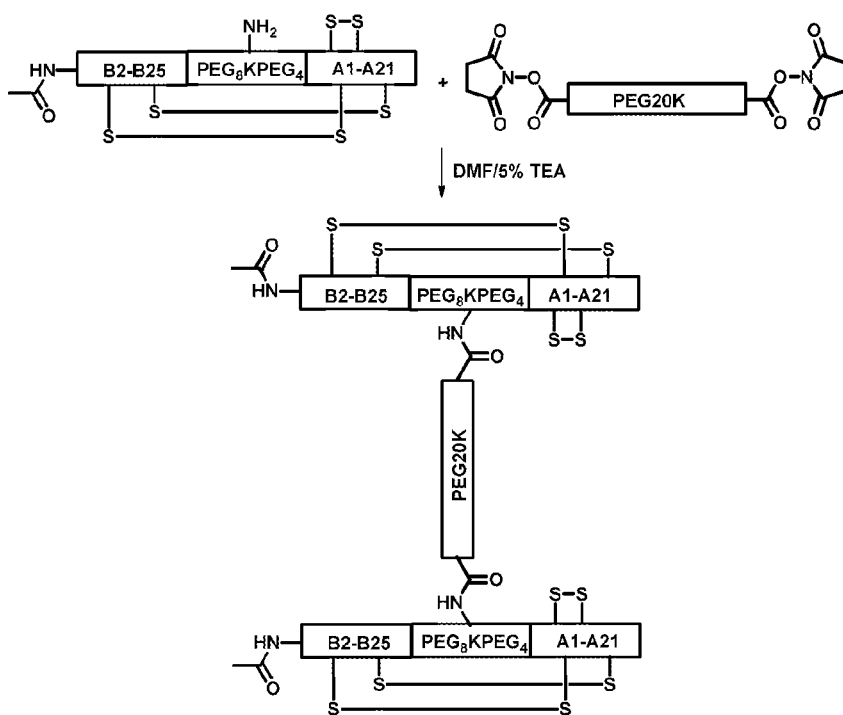 NH₂
S-S
HN
B2-B25
PEG₈KPEG₄
A1-A21
O
S
S
S
S
+
O
N
O
O
O
PEG20K
O
O
O
N
O
O
DMF/5% TEA
S
S
S
S
O
HN
B2-B25
PEG₈KPEG₄
A1-A21
HN
S-S
O
PEG20K
O
HN
S-S
HN
B2-B25
PEG₈KPEG₄
A1-A21
O
S
S
S
S